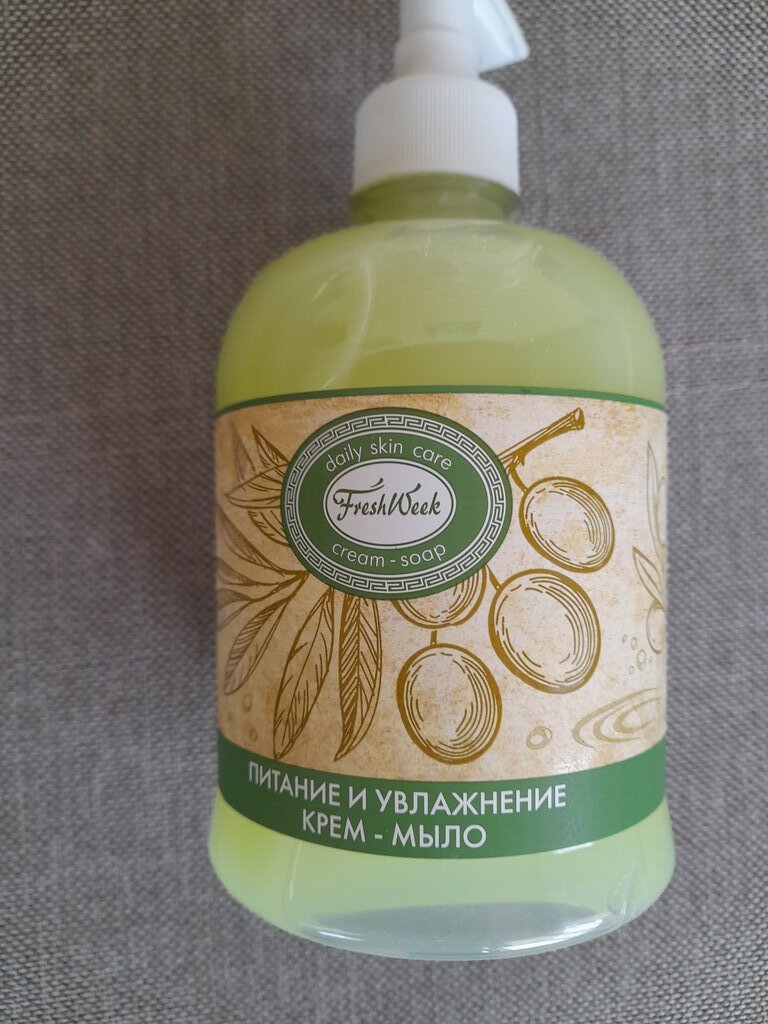 daily skin care
FreshWeek
cream - soap
ПИТАНИЕ И УВЛАЖНЕНИЕ
КРЕМ - МЫЛО